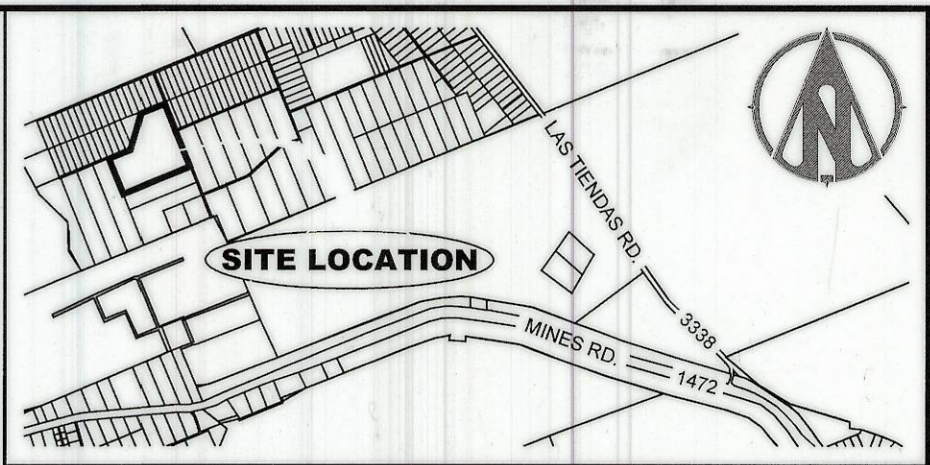 N
LAS TIENDAS RD.
SITE LOCATION
3338
MINES RD.
1472